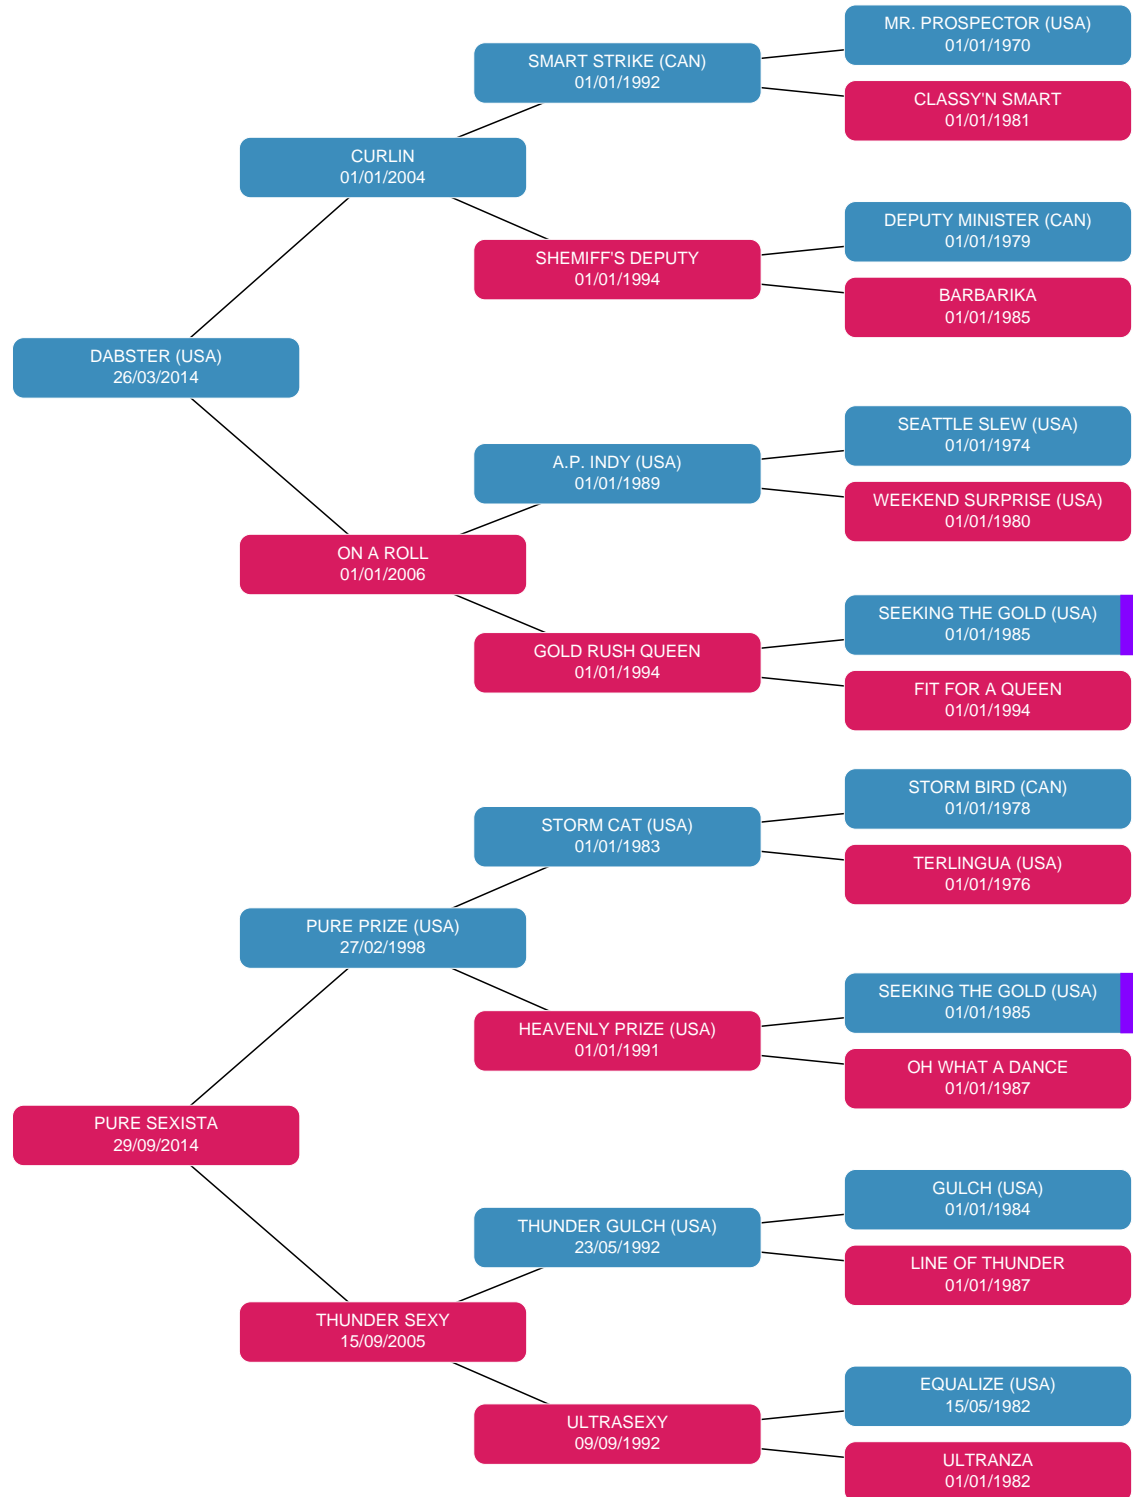 MR. PROSPECTOR (USA)
01/01/1970
SMART STRIKE (CAN)
01/01/1992
CLASSY'N SMART
01/01/1981
CURLIN
01/01/2004
DEPUTY MINISTER (CAN)
01/01/1979
SHEMIFF'S DEPUTY
01/01/1994
BARBARIKA
01/01/1985
DABSTER (USA)
26/03/2014
SEATTLE SLEW (USA)
01/01/1974
A.P. INDY (USA)
01/01/1989
WEEKEND SURPRISE (USA)
01/01/1980
ON A ROLL
01/01/2006
SEEKING THE GOLD (USA)
01/01/1985
GOLD RUSH QUEEN
01/01/1994
FIT FOR A QUEEN
01/01/1994
STORM BIRD (CAN)
01/01/1978
STORM CAT (USA)
01/01/1983
TERLINGUA (USA)
01/01/1976
PURE PRIZE (USA)
27/02/1998
SEEKING THE GOLD (USA)
01/01/1985
HEAVENLY PRIZE (USA)
01/01/1991
OH WHAT A DANCE
01/01/1987
PURE SEXISTA
29/09/2014
GULCH (USA)
01/01/1984
THUNDER GULCH (USA)
23/05/1992
LINE OF THUNDER
01/01/1987
THUNDER SEXY
15/09/2005
EQUALIZE (USA)
15/05/1982
ULTRASEXY
09/09/1992
ULTRANZA
01/01/1982